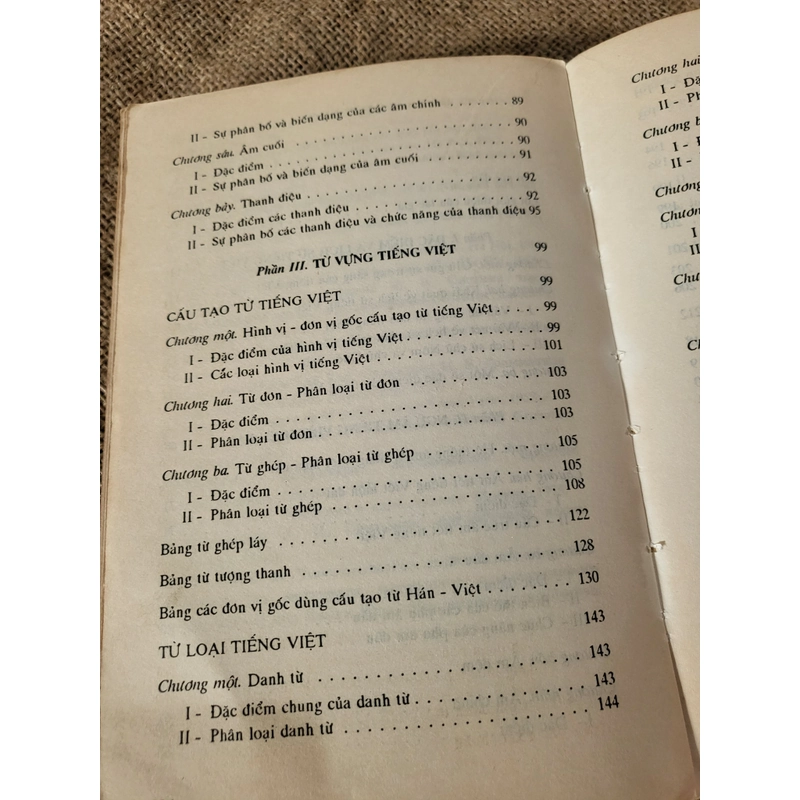 II - Sự phân bố và biến dạng của các âm chính . . . . . . . . 89
Chương sáu. Âm cuối . . . . . . . . . . . . . . . . . . . . . . 90
I - Đặc điểm . . . . . . . . . . . . . . . . . . . . . . . . 90
II - Sự phân bố và biến dạng của âm cuối . . . . . . . . . . 91
Chương bảy. Thanh điệu . . . . . . . . . . . . . . . . . . . . 92
I - Đặc điểm các thanh điệu . . . . . . . . . . . . . . . . . 92
II - Sự phân bố các thanh điệu và chức năng của thanh điệu 95
Phần III. TỪ VỰNG TIẾNG VIỆT 99
CẤU TẠO TỪ TIẾNG VIỆT 99
Chương một. Hình vị - đơn vị gốc cấu tạo từ tiếng Việt . . . . 99
I - Đặc điểm của hình vị tiếng Việt . . . . . . . . . . . . . 99
II - Các loại hình vị tiếng Việt . . . . . . . . . . . . . . 101
Chương hai. Từ đơn - Phân loại từ đơn . . . . . . . . . . . . 103
I - Đặc điểm . . . . . . . . . . . . . . . . . . . . . . . . 103
II - Phân loại từ đơn . . . . . . . . . . . . . . . . . . . . 103
Chương ba. Từ ghép - Phân loại từ ghép . . . . . . . . . . . 105
I - Đặc điểm . . . . . . . . . . . . . . . . . . . . . . . . 105
II - Phân loại từ ghép . . . . . . . . . . . . . . . . . . . 108
Bảng từ ghép láy . . . . . . . . . . . . . . . . . . . . . . 122
Bảng từ tượng thanh . . . . . . . . . . . . . . . . . . . . . 128
Bảng các đơn vị gốc dùng cấu tạo từ Hán - Việt . . . . . . . . 130
TỪ LOẠI TIẾNG VIỆT 143
Chương một. Danh từ . . . . . . . . . . . . . . . . . . . . . 143
I - Đặc điểm chung của danh từ . . . . . . . . . . . . . . . 143
II - Phân loại danh từ . . . . . . . . . . . . . . . . . . . 144
Chương hai
I - Đặc
II - Ph
Chương b
I - Đ
II -
Chương
Chương
I
II
Chươ
Ch